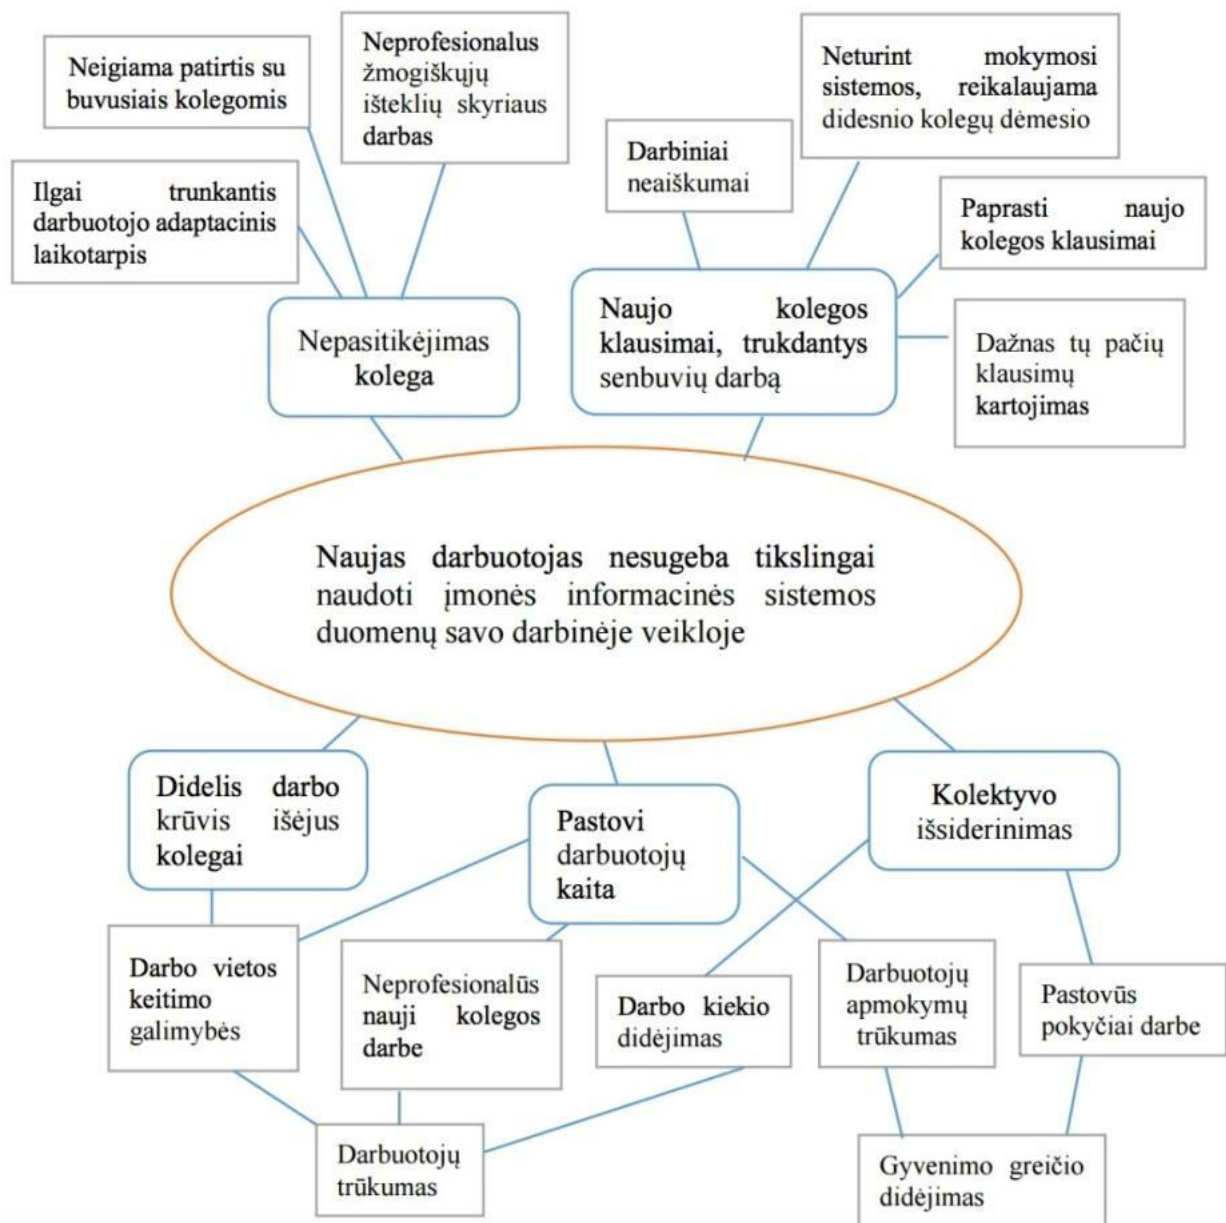 Neigiama patirtis su
buvusiais kolegomis
Neprofesionalus
žmogiškųjų
išteklių skyriaus
darbas
Neturint mokymosi
sistemos, reikalaujama
didesnio kolegų dėmesio
Darbiniai
neaiškumai
Ilgai trunkantis
darbuotojo adaptacinis
laikotarpis
Paprasti naujo
kolegos klausimai
Nepasitikėjimas
kolega
Naujo kolegos
klausimai, trukdantys
senbuvių darbą
Dažnas tų pačių
klausimų
kartojimas
Naujas darbuotojas nesugeba tikslingai
naudoti įmonės informacinės sistemos
duomenų savo darbinėje veikloje
Didelis darbo
krūvis išėjus
kolegai
Pastovi
darbuotojų
kaita
Kolektyvo
išsiderinimas
Darbo vietos
keitimo
galimybės
Neprofesionalūs
nauji kolegos
darbe
Darbo kiekio
didėjimas
Darbuotojų
apmokymų
trūkumas
Pastovūs
pokyčiai darbe
Darbuotojų
trūkumas
Gyvenimo greičio
didėjimas